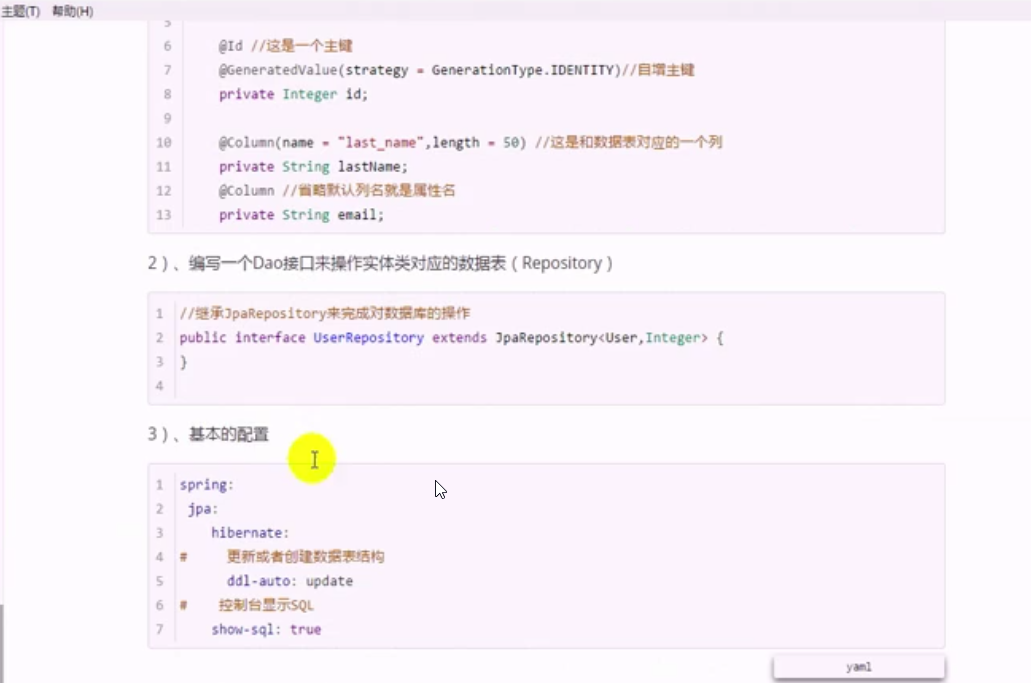 主题(T) 帮助(H)
5
6 @Id //这是一个主键
7 @GeneratedValue(strategy = GenerationType.IDENTITY)//自增主键
8 private Integer id;
9
10 @Column(name = "last_name",length = 50) //这是和数据表对应的一个列
11 private String lastName;
12 @Column //省略默认列名就是属性名
13 private String email;
2）、编写一个Dao接口来操作实体类对应的数据表（Repository）
1 //继承JpaRepository来完成对数据库的操作
2 public interface UserRepository extends JpaRepository<User,Integer> {
3 }
4
3）、基本的配置
1 spring:
2 jpa:
3 hibernate:
4 # 更新或者创建数据表结构
5 ddl-auto: update
6 # 控制台显示SQL
7 show-sql: true
yaml